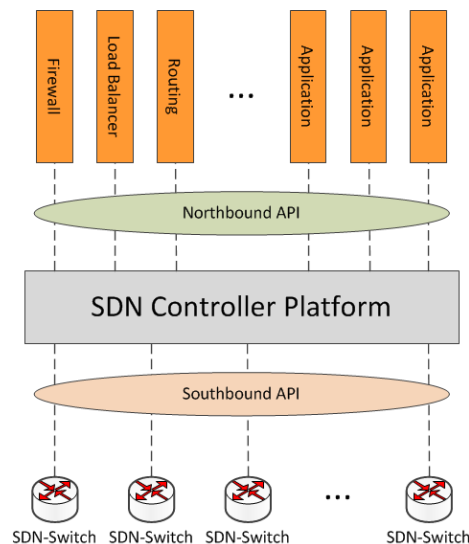 Firewall
Load Balancer
Routing
...
Application
Application
Application
Northbound API
SDN Controller Platform
Southbound API
...
SDN-Switch
SDN-Switch
SDN-Switch
SDN-Switch